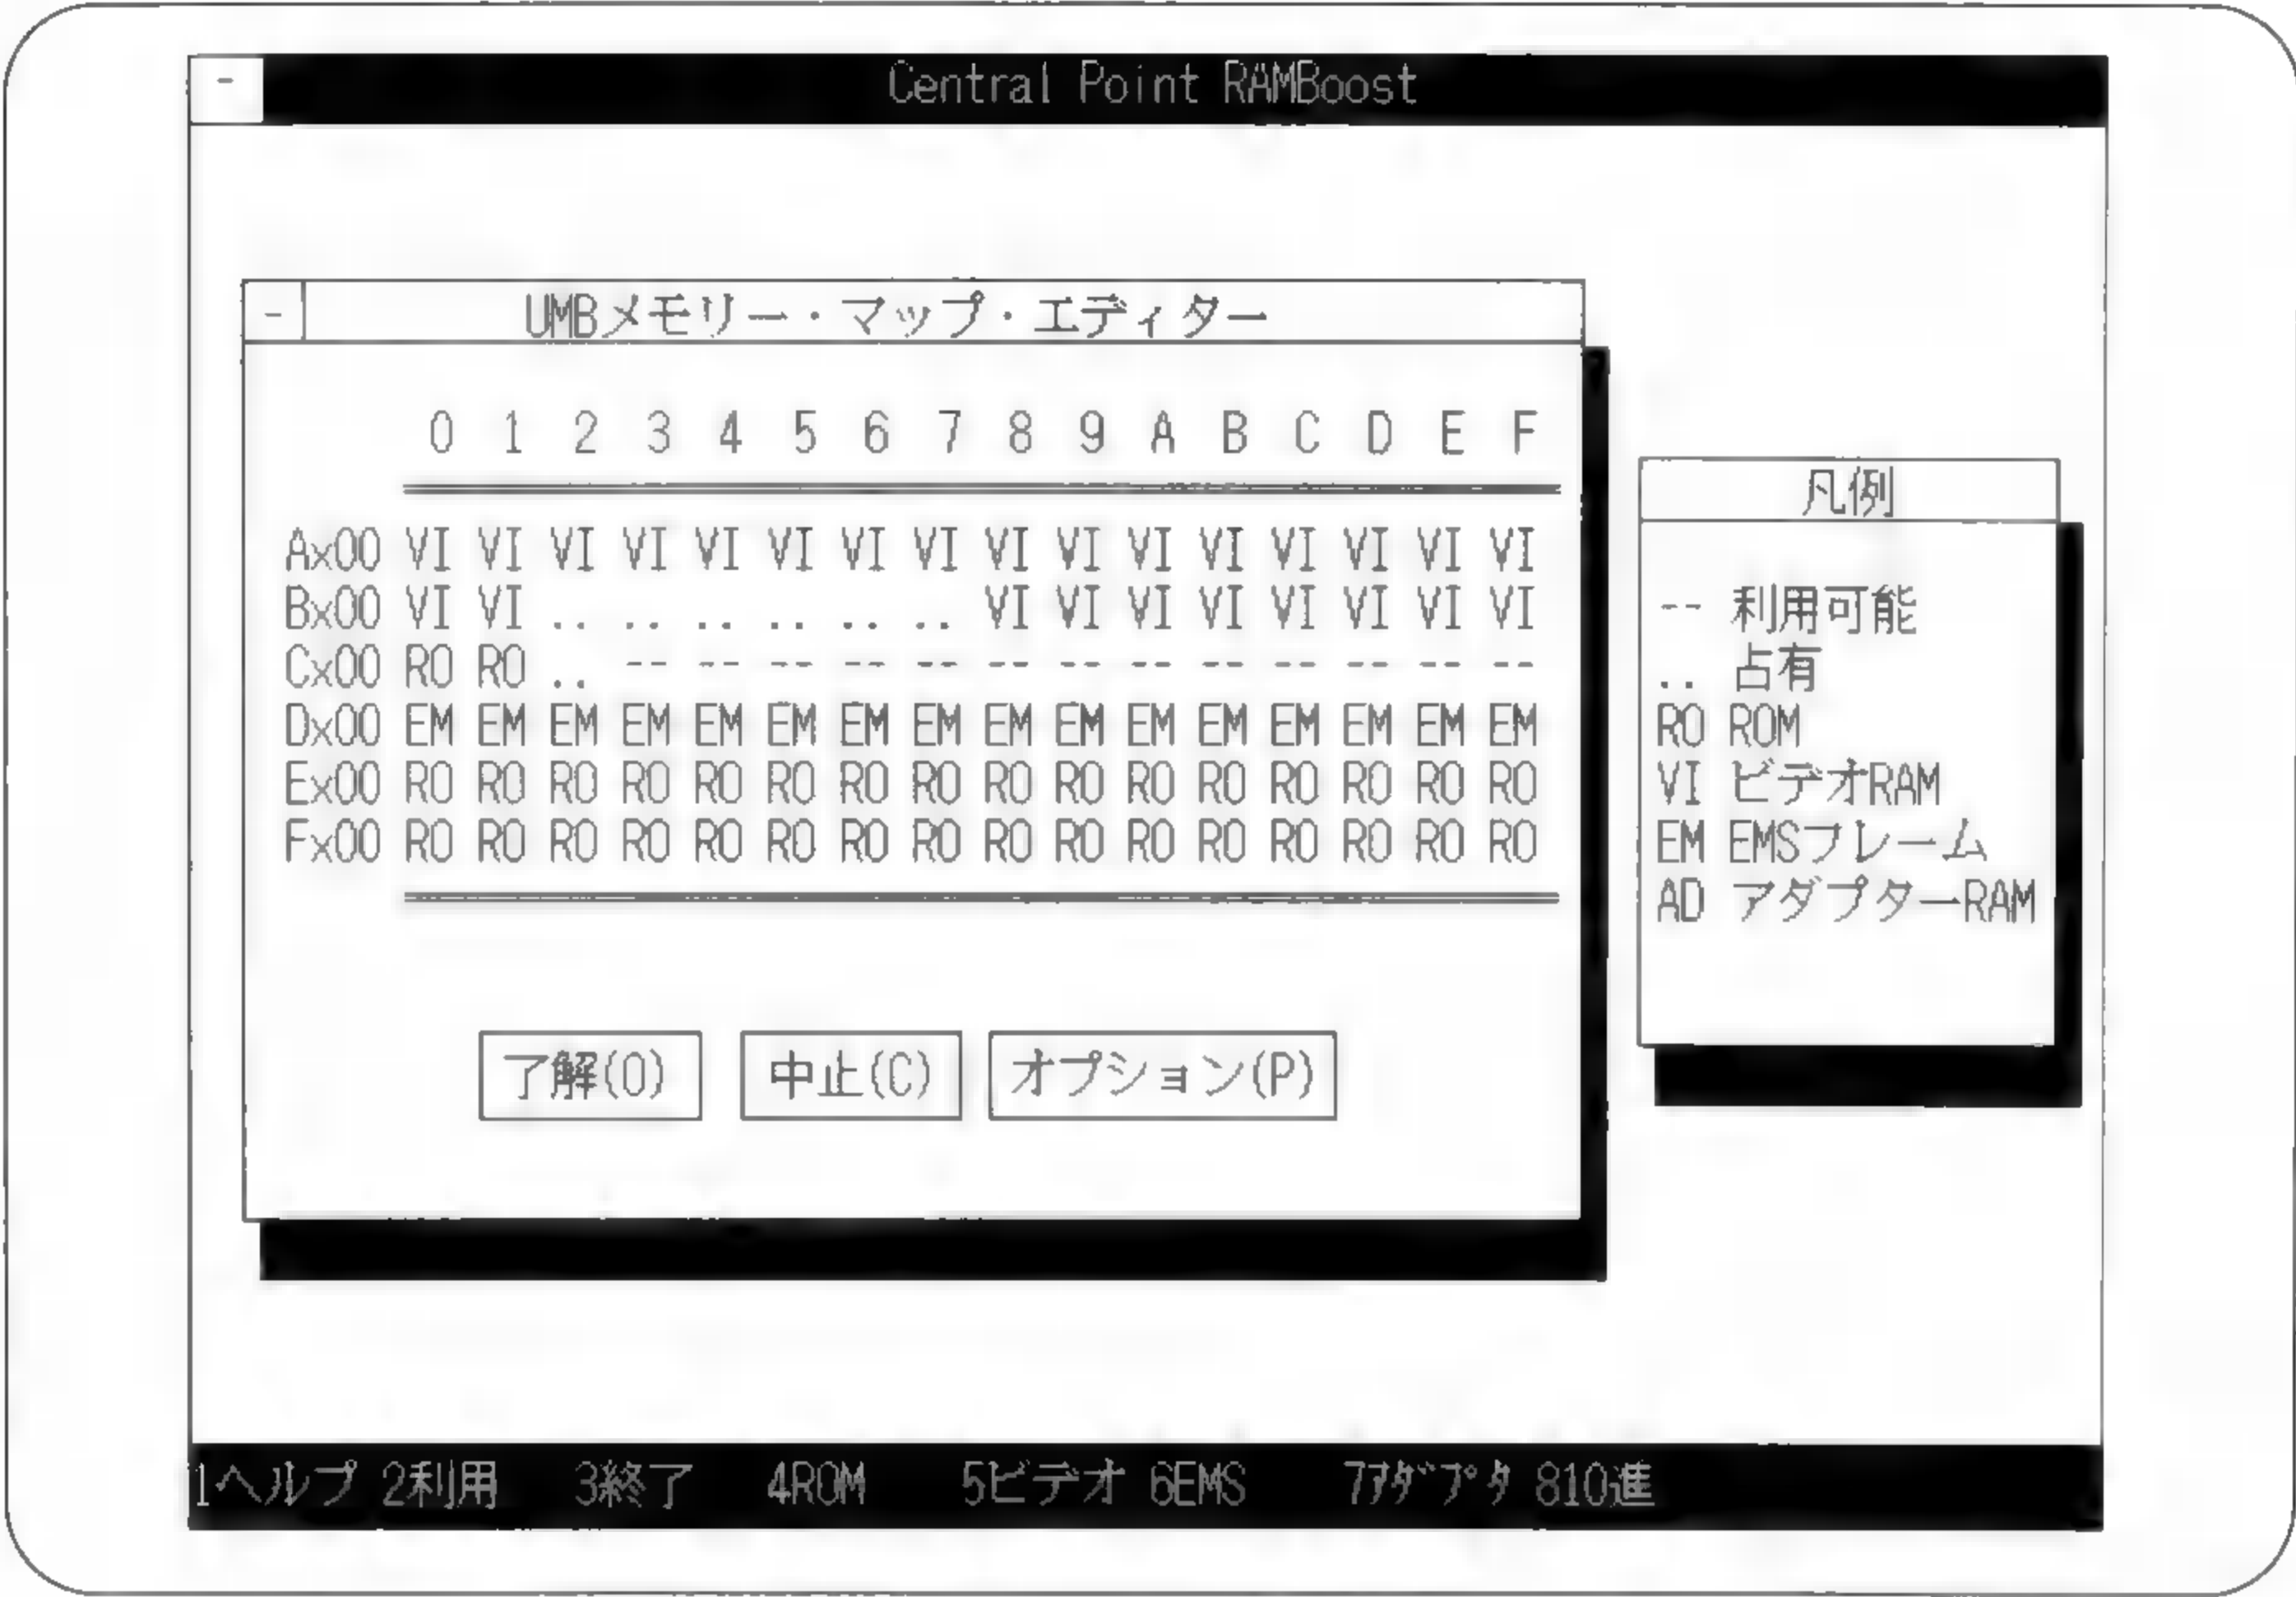 -
Central Point RAMBoost
-
UMBメモリー・マップ・エディター
0 1 2 3 4 5 6 7 8 9 A B C D E F
Ax00 VI VI VI VI VI VI VI VI VI VI VI VI VI VI VI VI
Bx00 VI VI .. .. .. .. .. .. VI VI VI VI VI VI VI VI
Cx00 RO RO .. -- -- -- -- -- -- -- -- -- -- -- -- --
Dx00 EM EM EM EM EM EM EM EM EM EM EM EM EM EM EM EM
Ex00 RO RO RO RO RO RO RO RO RO RO RO RO RO RO RO RO
Fx00 RO RO RO RO RO RO RO RO RO RO RO RO RO RO RO RO
了解(O) 中止(C) オプション(P)
凡例
-- 利用可能
.. 占有
RO ROM
VI ビデオRAM
EM EMSフレーム
AD アダプターRAM
1ヘルプ 2利用 3終了 4ROM 5ビデオ 6EMS 7ｱﾀﾞﾌﾟﾀ 810進